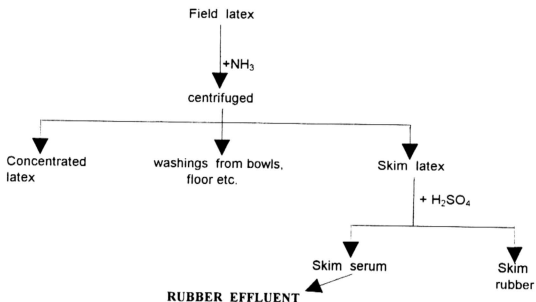 Field latex
+NH₃
centrifuged
Concentrated
latex
washings from bowls,
floor etc.
Skim latex
+ H₂SO₄
Skim serum
Skim
rubber
RUBBER EFFLUENT